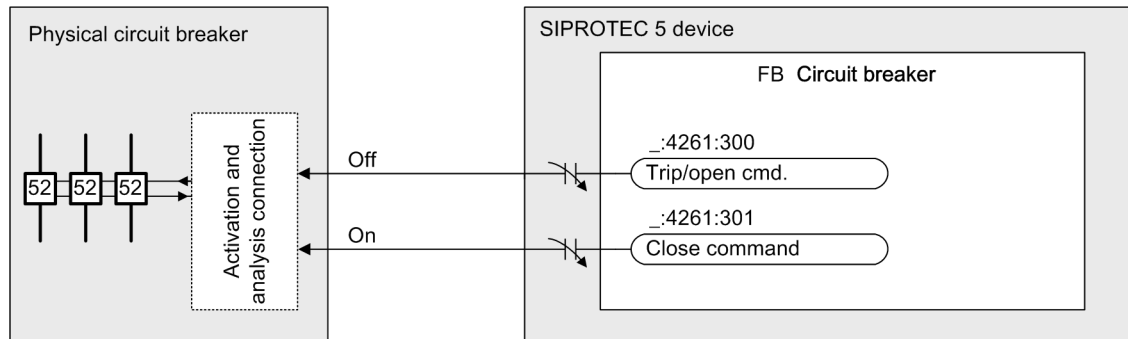 Physical circuit breaker
52 52 52
Activation and
analysis connection
Off
On
SIPROTEC 5 device
FB Circuit breaker
_:4261:300
Trip/open cmd.
_:4261:301
Close command